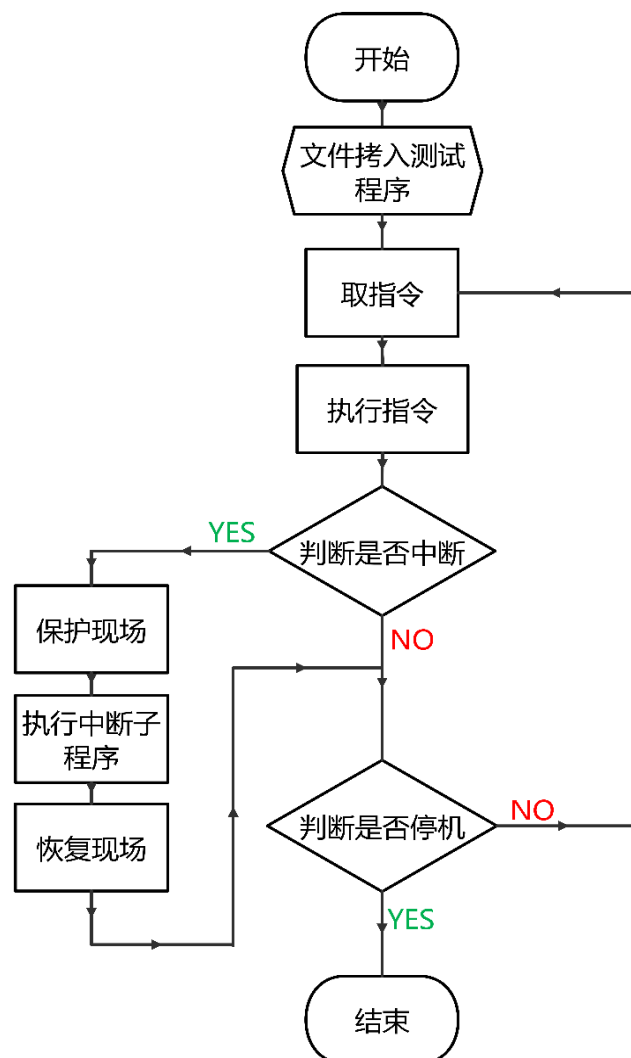 开始
文件拷入测试
程序
取指令
执行指令
YES
判断是否中断
保护现场
NO
执行中断子
程序
恢复现场
判断是否停机
NO
YES
结束